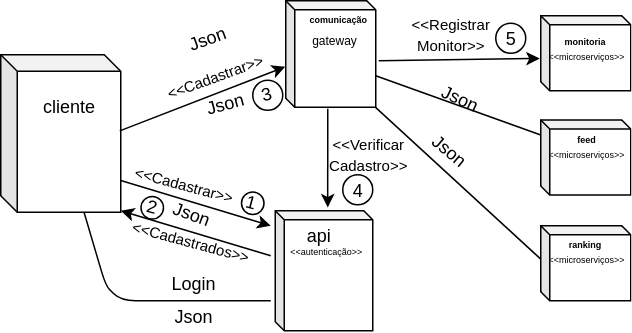 comunicação
gateway
Json
<<Cadastrar>>
Json
3
<<Registrar
Monitor>>
5
monitoria
<<microserviços>>
cliente
Json
feed
<<microserviços>>
Json
<<Verificar
Cadastro>>
4
<<Cadastrar>>
1
2
Json
<<Cadastrados>>
api
<<autenticação>>
ranking
<<microserviços>>
Login
Json